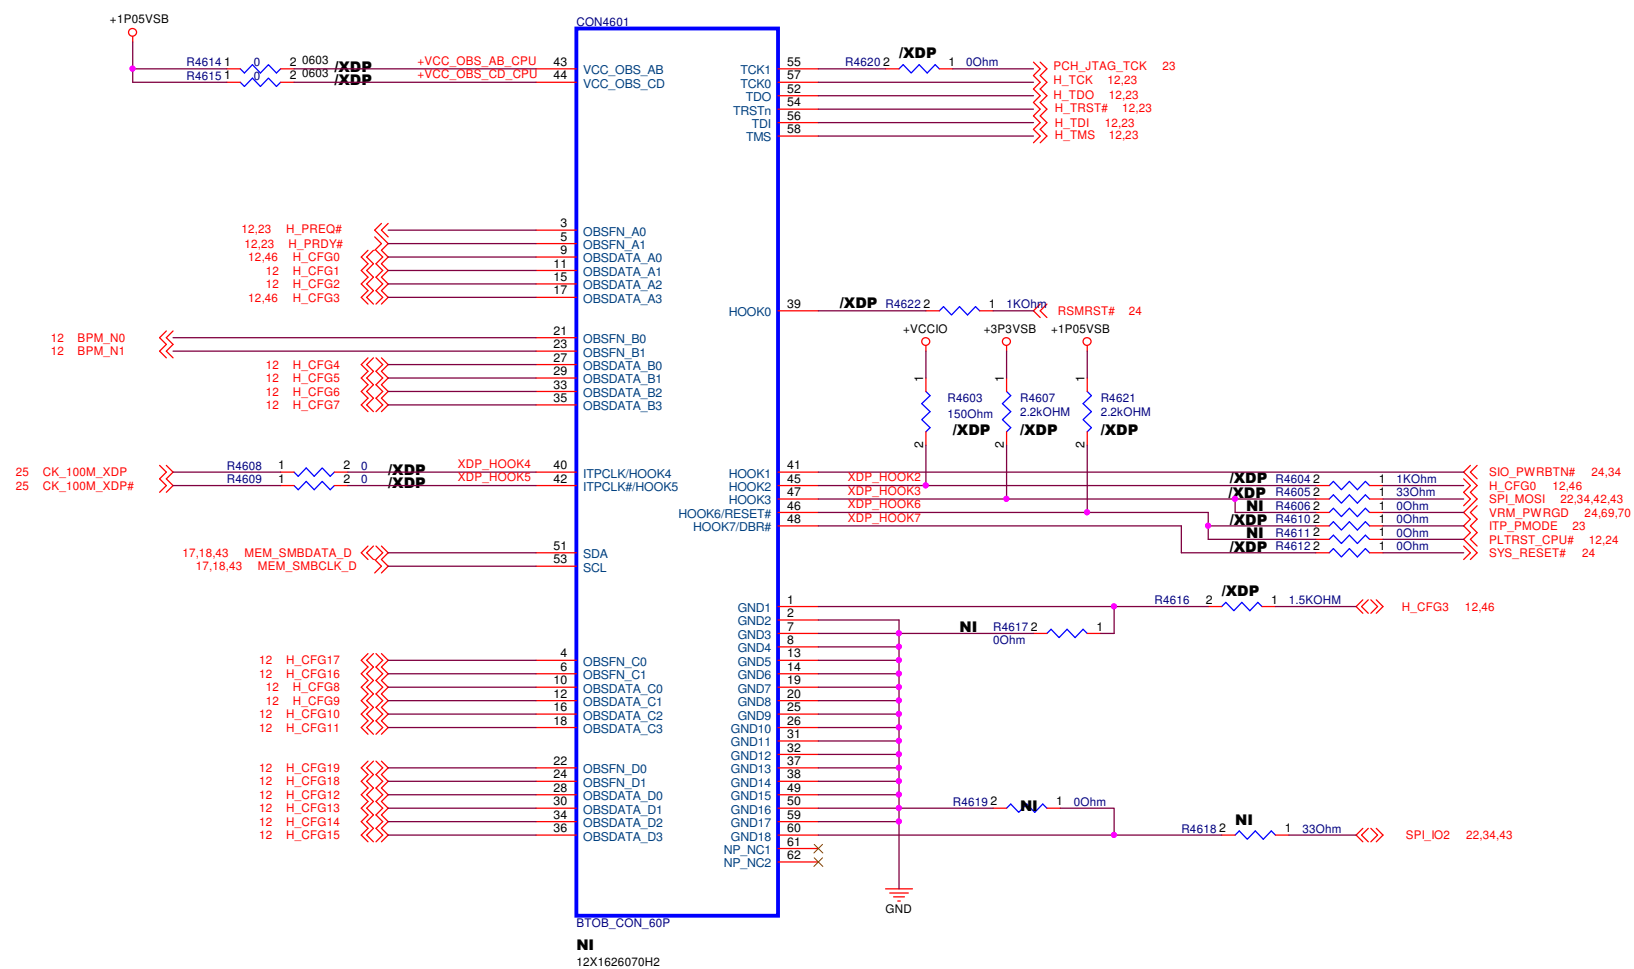 +1P05VSB
CON4601
R4614 1 0 2 0603 /XDP +VCC_OBS_AB_CPU 43 VCC_OBS_AB
R4615 1 0 2 0603 /XDP +VCC_OBS_CD_CPU 44 VCC_OBS_CD
TCK1 55 R4620 2 /XDP 1 0Ohm PCH_JTAG_TCK 23
TCK0 57 H_TCK 12,23
TDO 52 H_TDO 12,23
TRSTn 54 H_TRST# 12,23
TDI 56 H_TDI 12,23
TMS 58 H_TMS 12,23
12,23 H_PREQ# 3 OBSFN_A0
12,23 H_PRDY# 5 OBSFN_A1
12,46 H_CFG0 9 OBSDATA_A0
12 H_CFG1 11 OBSDATA_A1
12 H_CFG2 15 OBSDATA_A2
12,46 H_CFG3 17 OBSDATA_A3
HOOK0 39 /XDP R4622 2 1 1KOhm RSMRST# 24
12 BPM_N0 21 OBSFN_B0
12 BPM_N1 23 OBSFN_B1
12 H_CFG4 27 OBSDATA_B0
12 H_CFG5 29 OBSDATA_B1
12 H_CFG6 33 OBSDATA_B2
12 H_CFG7 35 OBSDATA_B3
+VCCIO +3P3VSB +1P05VSB
1 1 1
R4603 R4607 R4621
150Ohm 2.2kOHM 2.2kOHM
/XDP /XDP /XDP
2 2 2
25 CK_100M_XDP R4608 1 2 0 /XDP XDP_HOOK4 40 ITPCLK/HOOK4
25 CK_100M_XDP# R4609 1 2 0 /XDP XDP_HOOK5 42 ITPCLK#/HOOK5
HOOK1 41 SIO_PWRBTN# 24,34
HOOK2 45 XDP_HOOK2 /XDP R4604 2 1 1KOhm H_CFG0 12,46
HOOK3 47 XDP_HOOK3 /XDP R4605 2 1 33Ohm SPI_MOSI 22,34,42,43
HOOK6/RESET# 46 XDP_HOOK6 NI R4606 2 1 0Ohm VRM_PWRGD 24,69,70
HOOK7/DBR# 48 XDP_HOOK7 /XDP R4610 2 1 0Ohm ITP_PMODE 23
NI R4611 2 1 0Ohm PLTRST_CPU# 12,24
/XDP R4612 2 1 0Ohm SYS_RESET# 24
17,18,43 MEM_SMBDATA_D 51 SDA
17,18,43 MEM_SMBCLK_D 53 SCL
GND1 1 R4616 2 /XDP 1 1.5KOHM H_CFG3 12,46
GND2 2
GND3 7 NI R4617 2 1
0Ohm
GND4 8
GND5 13
GND6 14
GND7 19
GND8 20
GND9 25
GND10 26
GND11 31
GND12 32
GND13 37
GND14 38
GND15 49
GND16 50 R4619 2 NI 1 0Ohm
GND17 59
GND18 60 R4618 2 NI 1 33Ohm SPI_IO2 22,34,43
NP_NC1 61
NP_NC2 62
GND
12 H_CFG17 4 OBSFN_C0
12 H_CFG16 6 OBSFN_C1
12 H_CFG8 10 OBSDATA_C0
12 H_CFG9 12 OBSDATA_C1
12 H_CFG10 16 OBSDATA_C2
12 H_CFG11 18 OBSDATA_C3
12 H_CFG19 22 OBSFN_D0
12 H_CFG18 24 OBSFN_D1
12 H_CFG12 28 OBSDATA_D0
12 H_CFG13 30 OBSDATA_D1
12 H_CFG14 34 OBSDATA_D2
12 H_CFG15 36 OBSDATA_D3
BTOB_CON_60P
NI
12X1626070H2